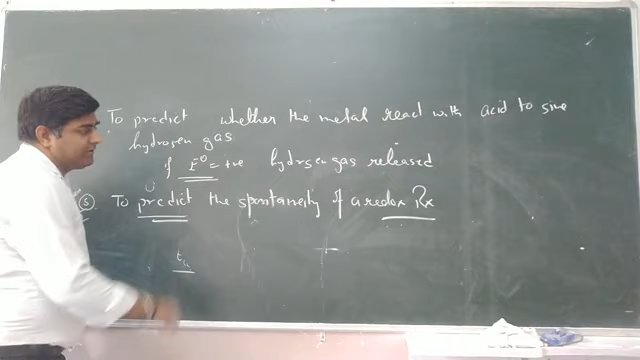 To predict whether the metal react with acid to give
hydrogen gas
if E⁰ = +ve hydrogen gas released
(5) To predict the spontaneity of a redox Rx